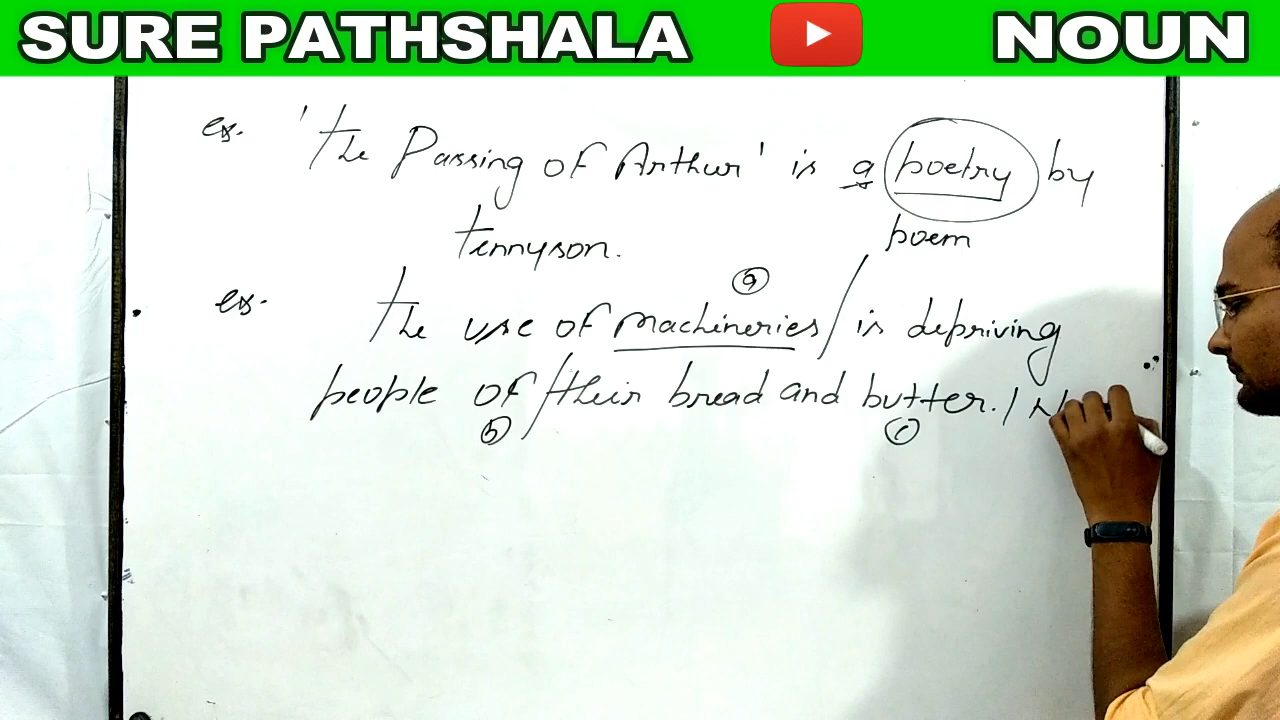 SURE PATHSHALA NOUN
ex. 'The Passing of Arthur' is a poetry by
poem
Tennyson.
a
ex. The use of machineries / is depriving
people of / their bread and butter. / N
b c